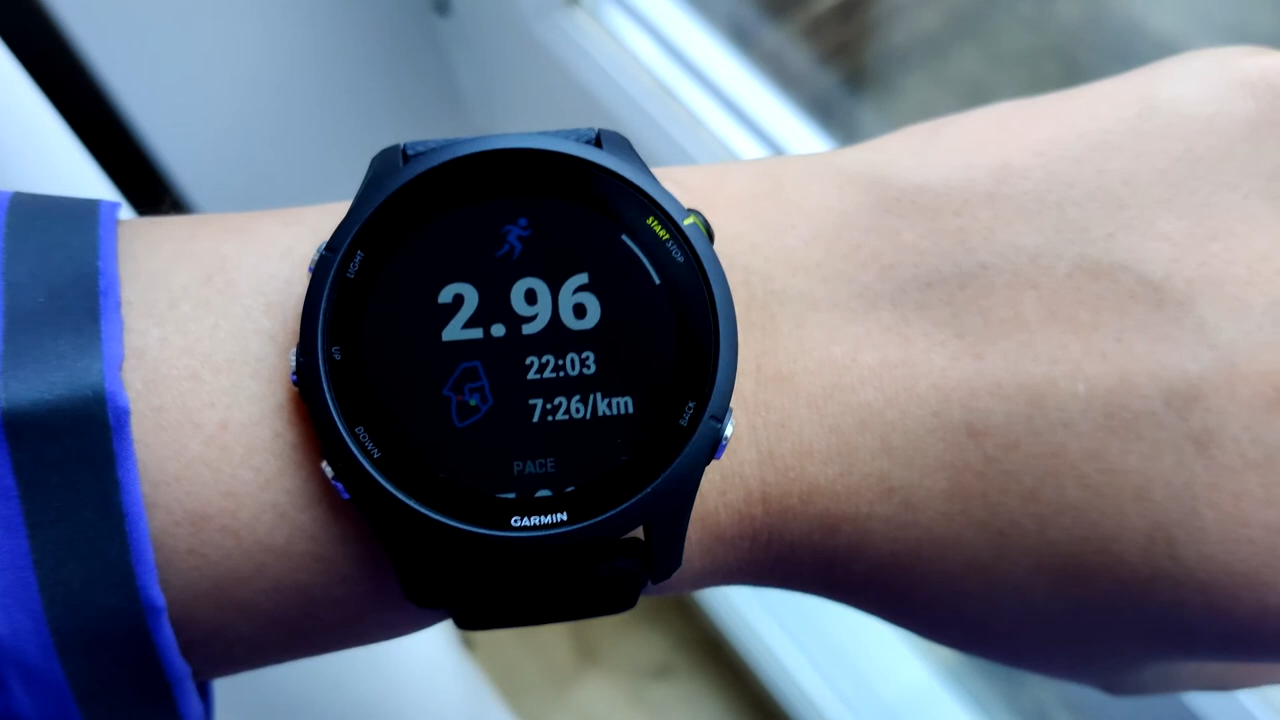 START STOP
LIGHT
2.96
UP
22:03
7:26/km
BACK
DOWN
PACE
GARMIN